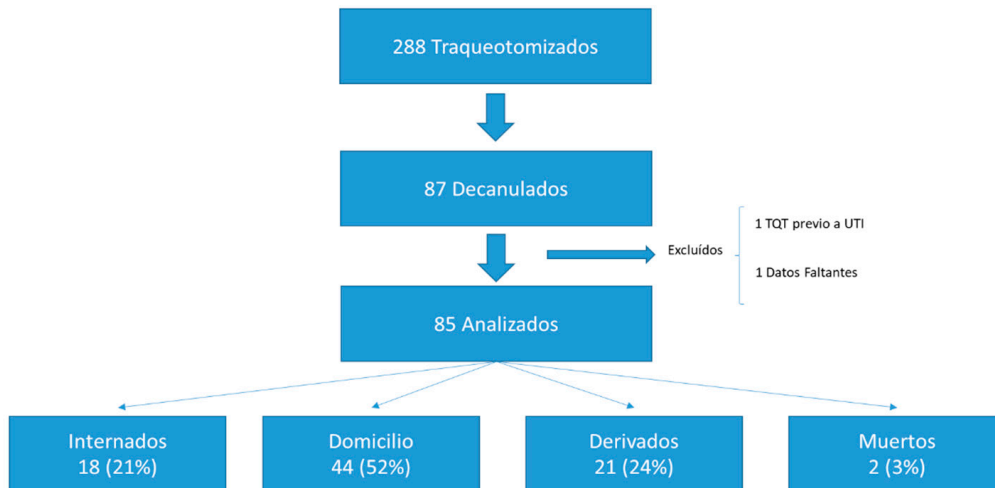 288 Traqueotomizados
87 Decanulados
1 TQT previo a UTI
Excluídos
1 Datos Faltantes
85 Analizados
Internados
18 (21%)
Domicilio
44 (52%)
Derivados
21 (24%)
Muertos
2 (3%)